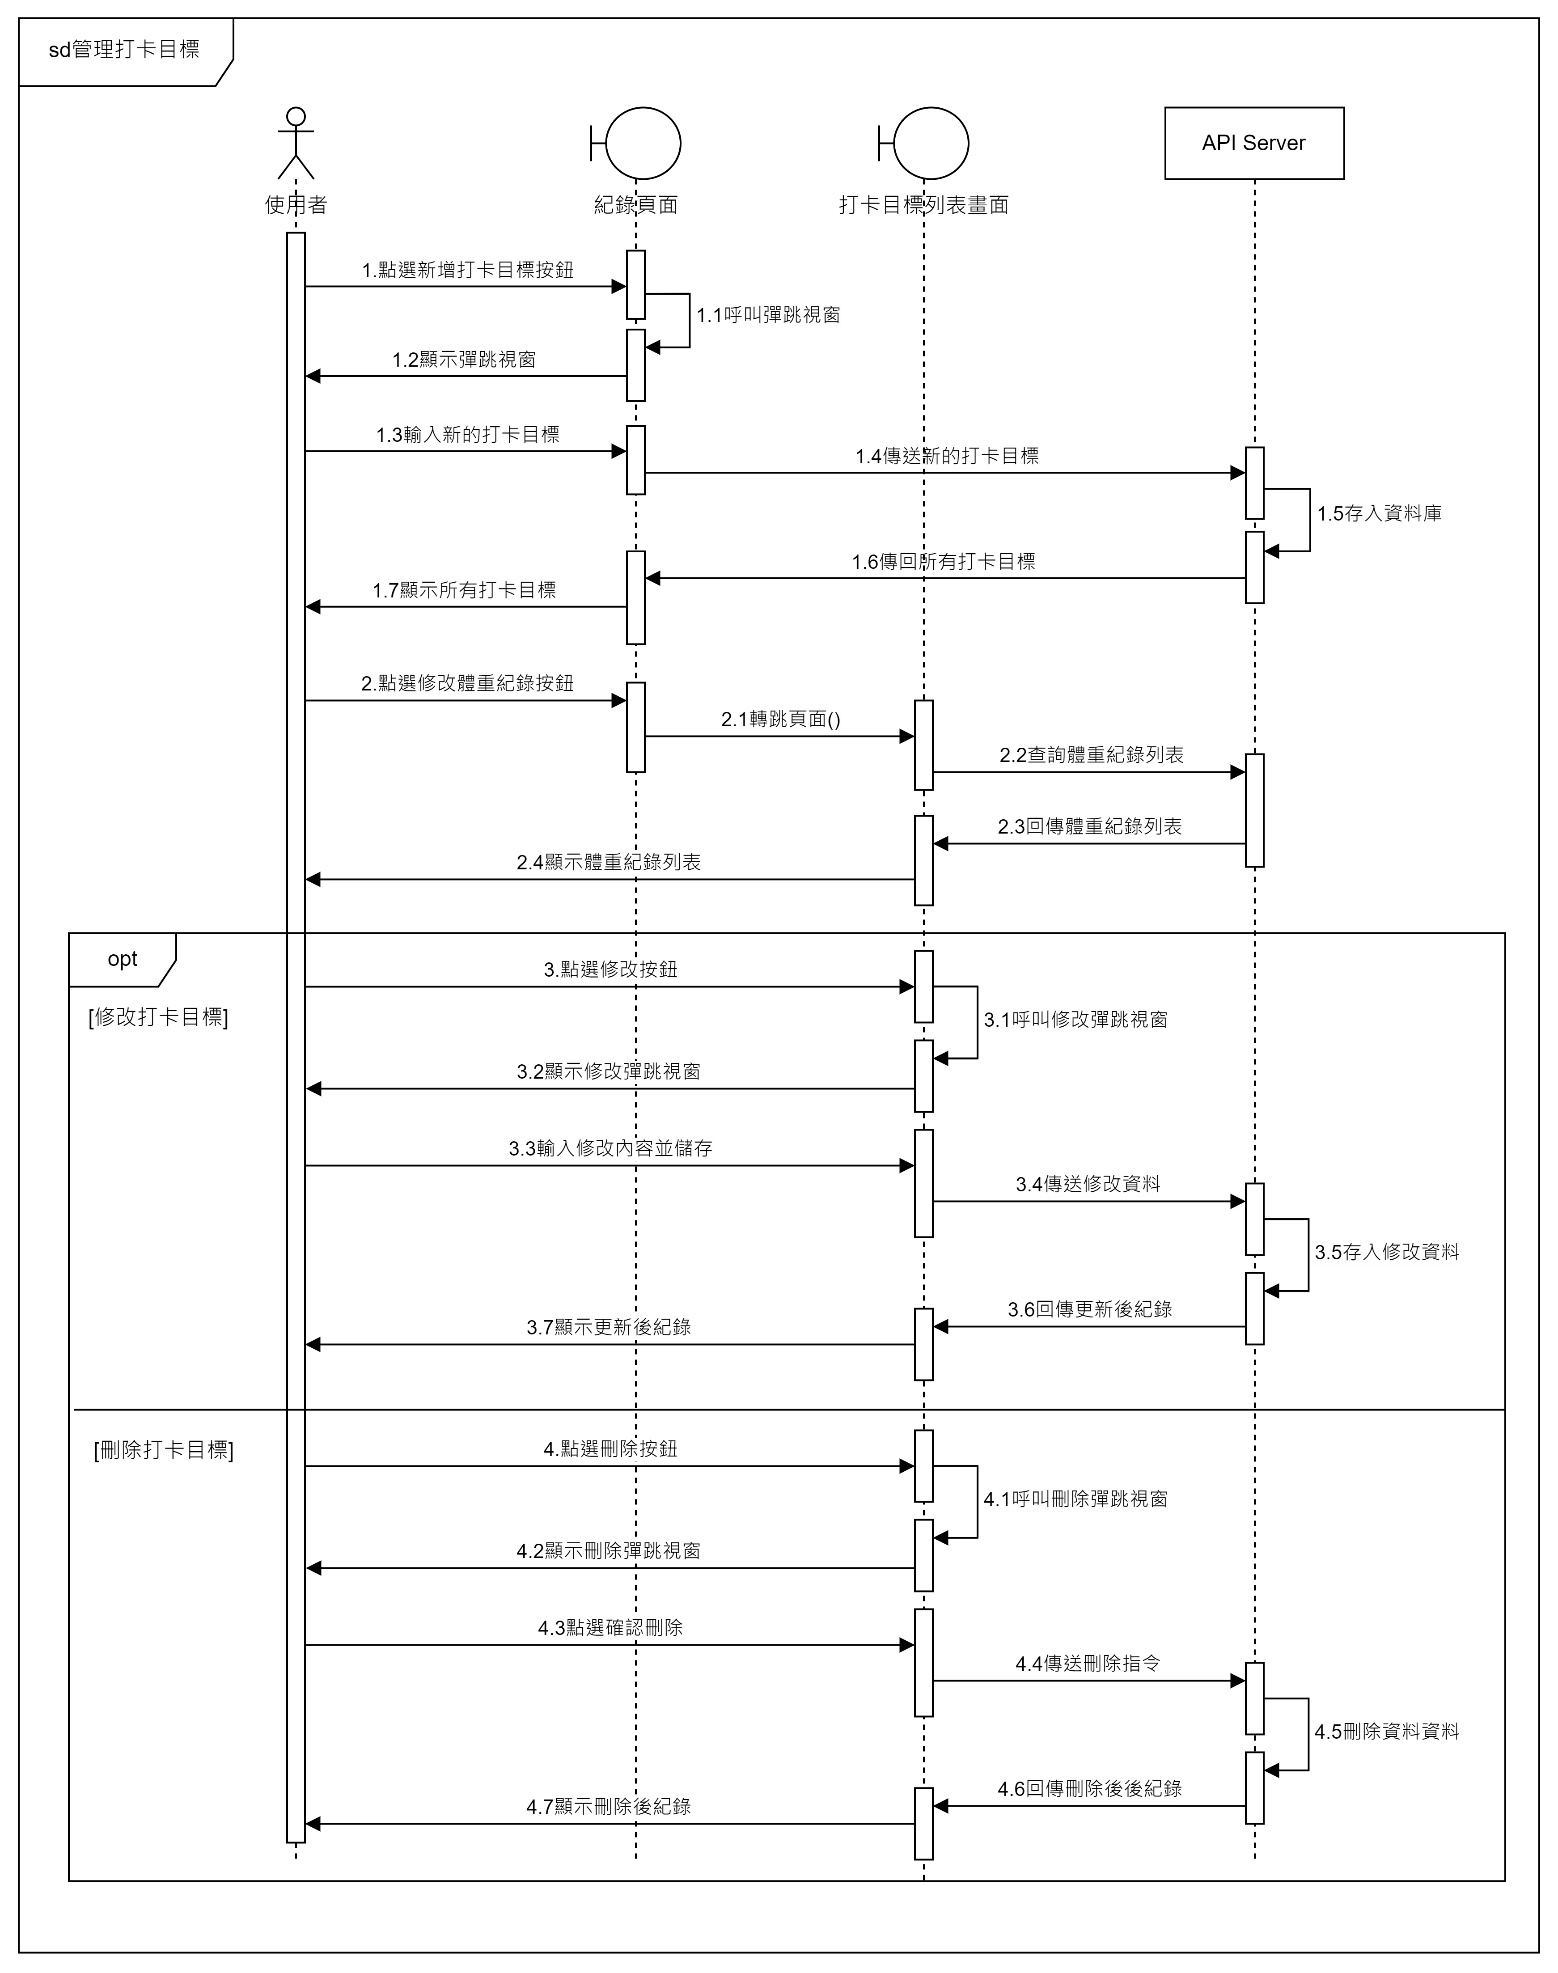 sd管理打卡目標
API Server
使用者
紀錄頁面
打卡目標列表畫面
1.點選新增打卡目標按鈕
1.1呼叫彈跳視窗
1.2顯示彈跳視窗
1.3輸入新的打卡目標
1.4傳送新的打卡目標
1.5存入資料庫
1.6傳回所有打卡目標
1.7顯示所有打卡目標
2.點選修改體重紀錄按鈕
2.1轉跳頁面()
2.2查詢體重紀錄列表
2.3回傳體重紀錄列表
2.4顯示體重紀錄列表
opt
3.點選修改按鈕
[修改打卡目標]
3.1呼叫修改彈跳視窗
3.2顯示修改彈跳視窗
3.3輸入修改內容並儲存
3.4傳送修改資料
3.5存入修改資料
3.6回傳更新後紀錄
3.7顯示更新後紀錄
[刪除打卡目標]
4.點選刪除按鈕
4.1呼叫刪除彈跳視窗
4.2顯示刪除彈跳視窗
4.3點選確認刪除
4.4傳送刪除指令
4.5刪除資料資料
4.6回傳刪除後後紀錄
4.7顯示刪除後紀錄